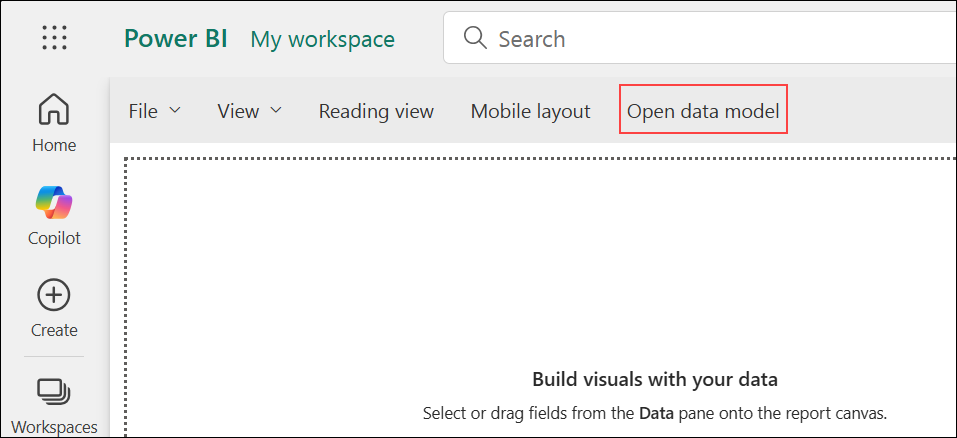 Power BI My workspace
Search
File View Reading view Mobile layout Open data model
Home
Copilot
Create
Workspaces
Build visuals with your data
Select or drag fields from the Data pane onto the report canvas.